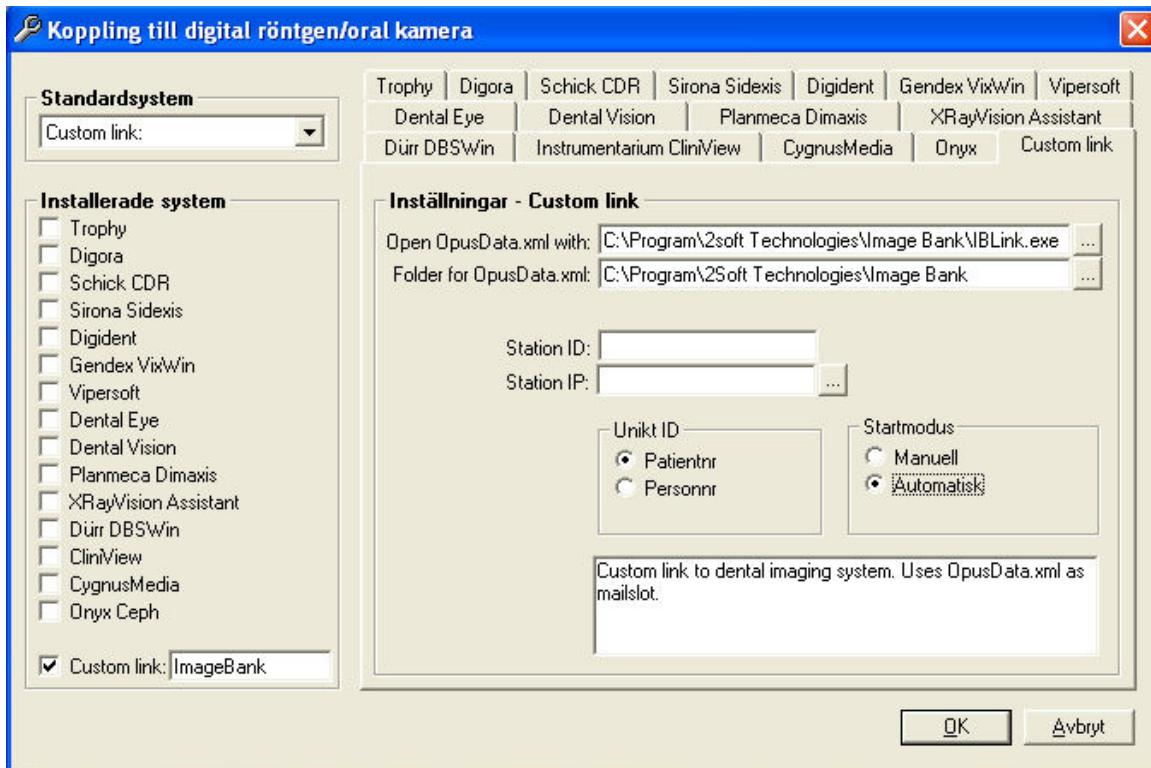 Koppling till digital röntgen/oral kamera
Standardsystem
Custom link:
Installerade system
Trophy
Digora
Schick CDR
Sirona Sidexis
Digident
Gendex VixWin
Vipersoft
Dental Eye
Dental Vision
Planmeca Dimaxis
XRayVision Assistant
Dürr DBSWin
CliniView
CygnusMedia
Onyx Ceph
Custom link: ImageBank
Trophy Digora Schick CDR Sirona Sidexis Digident Gendex VixWin Vipersoft
Dental Eye Dental Vision Planmeca Dimaxis XRayVision Assistant
Dürr DBSWin Instrumentarium CliniView CygnusMedia Onyx Custom link
Inställningar - Custom link
Open OpusData.xml with: C:\Program\2soft Technologies\Image Bank\IBLink.exe ...
Folder for OpusData.xml: C:\Program\2Soft Technologies\Image Bank ...
Station ID:
Station IP: ...
Unikt ID
Patientnr
Personnr
Startmodus
Manuell
Automatisk
Custom link to dental imaging system. Uses OpusData.xml as
mailslot.
OK Avbryt